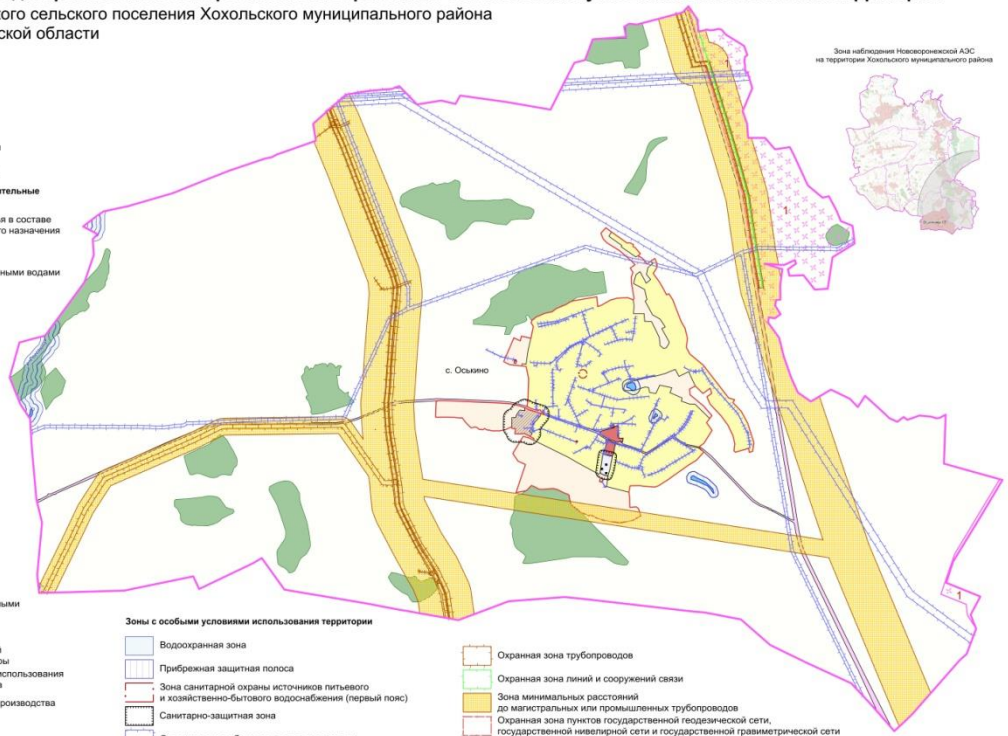 кого сельского поселения Хохольского муниципального района
ской области
Зона наблюдения Нововоронежской АЭС
на территории Хохольского муниципального района
1
1
ительные
я в составе
го назначения
ными водами
с. Оськино
1
ными
й
ры
использования
а
роизводства
Зоны с особыми условиями использования территории
Водоохранная зона
Прибрежная защитная полоса
Зона санитарной охраны источников питьевого
и хозяйственно-бытового водоснабжения (первый пояс)
Санитарно-защитная зона
Охранная зона трубопроводов
Охранная зона линий и сооружений связи
Зона минимальных расстояний
до магистральных или промышленных трубопроводов
Охранная зона пунктов государственной геодезической сети,
государственной нивелирной сети и государственной гравиметрической сети